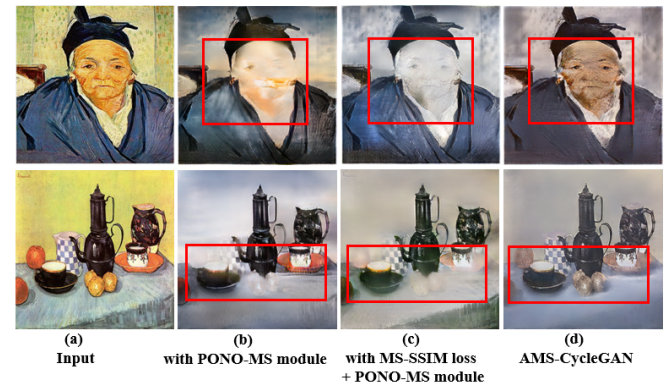 (a)
Input
(b)
with PONO-MS module
(c)
with MS-SSIM loss
+ PONO-MS module
(d)
AMS-CycleGAN